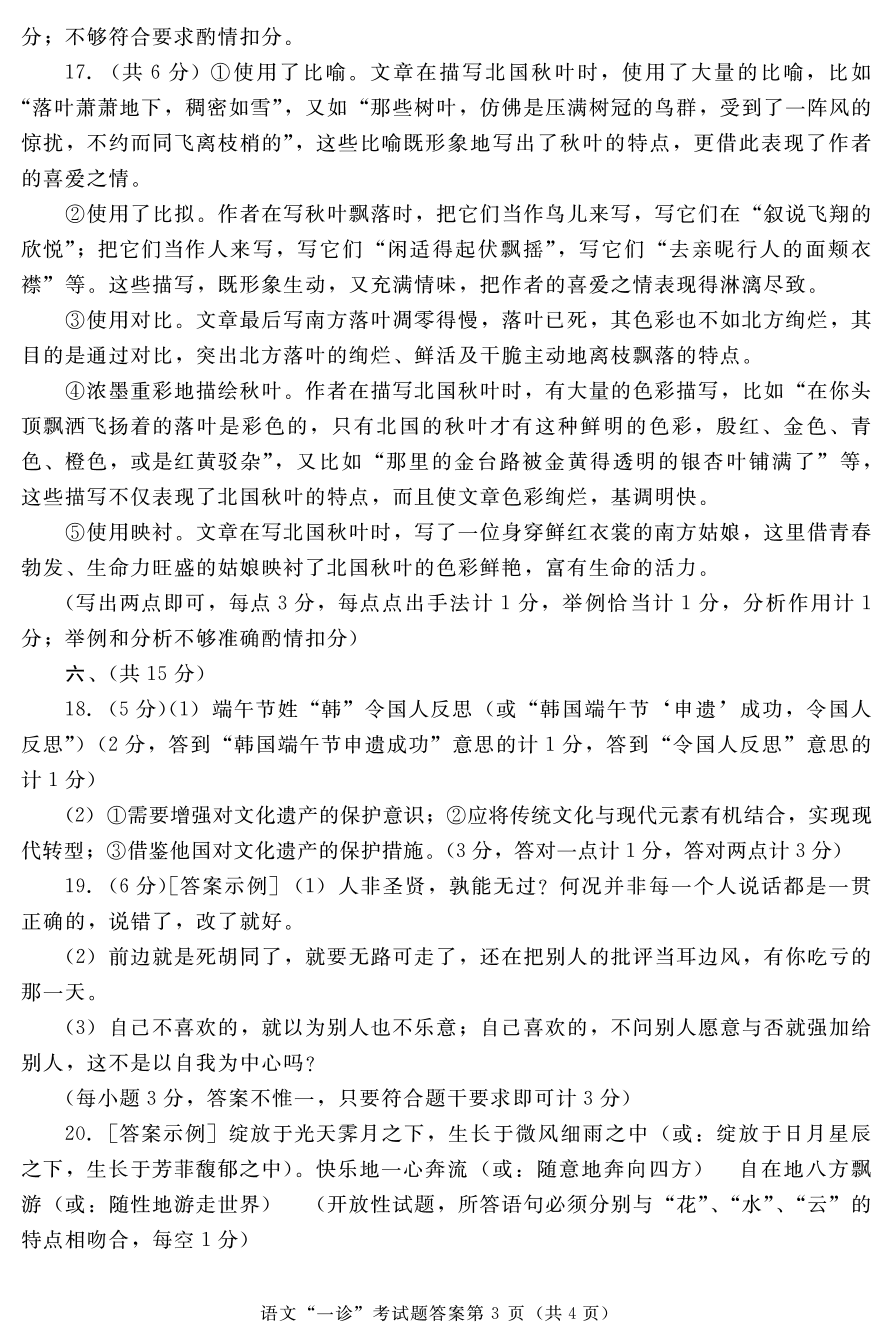 分；不够符合要求酌情扣分。
17．（共 6 分）①使用了比喻。文章在描写北国秋叶时，使用了大量的比喻，比如
“落叶萧萧地下，稠密如雪”，又如“那些树叶，仿佛是压满树冠的鸟群，受到了一阵风的
惊扰，不约而同飞离枝梢的”，这些比喻既形象地写出了秋叶的特点，更借此表现了作者
的喜爱之情。
②使用了比拟。作者在写秋叶飘落时，把它们当作鸟儿来写，写它们在“叙说飞翔的
欣悦”；把它们当作人来写，写它们“闲适得起伏飘摇”，写它们“去亲昵行人的面颊衣
襟”等。这些描写，既形象生动，又充满情味，把作者的喜爱之情表现得淋漓尽致。
③使用对比。文章最后写南方落叶凋零得慢，落叶已死，其色彩也不如北方绚烂，其
目的是通过对比，突出北方落叶的绚烂、鲜活及干脆主动地离枝飘落的特点。
④浓墨重彩地描绘秋叶。作者在描写北国秋叶时，有大量的色彩描写，比如“在你头
顶飘洒飞扬着的落叶是彩色的，只有北国的秋叶才有这种鲜明的色彩，殷红、金色、青
色、橙色，或是红黄驳杂”，又比如“那里的金台路被金黄得透明的银杏叶铺满了”等，
这些描写不仅表现了北国秋叶的特点，而且使文章色彩绚烂，基调明快。
⑤使用映衬。文章在写北国秋叶时，写了一位身穿鲜红衣裳的南方姑娘，这里借青春
勃发、生命力旺盛的姑娘映衬了北国秋叶的色彩鲜艳，富有生命的活力。
（写出两点即可，每点 3 分，每点点出手法计 1 分，举例恰当计 1 分，分析作用计 1
分；举例和分析不够准确酌情扣分）
六、（共 15 分）
18．（5 分）（1）端午节姓“韩”令国人反思（或“韩国端午节‘申遗’成功，令国人
反思”）（2 分，答到“韩国端午节申遗成功”意思的计 1 分，答到“令国人反思”意思的
计 1 分）
（2）①需要增强对文化遗产的保护意识；②应将传统文化与现代元素有机结合，实现现
代转型；③借鉴他国对文化遗产的保护措施。（3 分，答对一点计 1 分，答对两点计 3 分）
19．（6 分）［答案示例］（1）人非圣贤，孰能无过？何况并非每一个人说话都是一贯
正确的，说错了，改了就好。
（2）前边就是死胡同了，就要无路可走了，还在把别人的批评当耳边风，有你吃亏的
那一天。
（3）自己不喜欢的，就以为别人也不乐意；自己喜欢的，不问别人愿意与否就强加给
别人，这不是以自我为中心吗？
（每小题 3 分，答案不惟一，只要符合题干要求即可计 3 分）
20．［答案示例］绽放于光天霁月之下，生长于微风细雨之中（或：绽放于日月星辰
之下，生长于芳菲馥郁之中）。快乐地一心奔流（或：随意地奔向四方） 自在地八方飘
游（或：随性地游走世界） （开放性试题，所答语句必须分别与“花”、“水”、“云”的
特点相吻合，每空 1 分）
语文“一诊”考试题答案第 3 页（共 4 页）